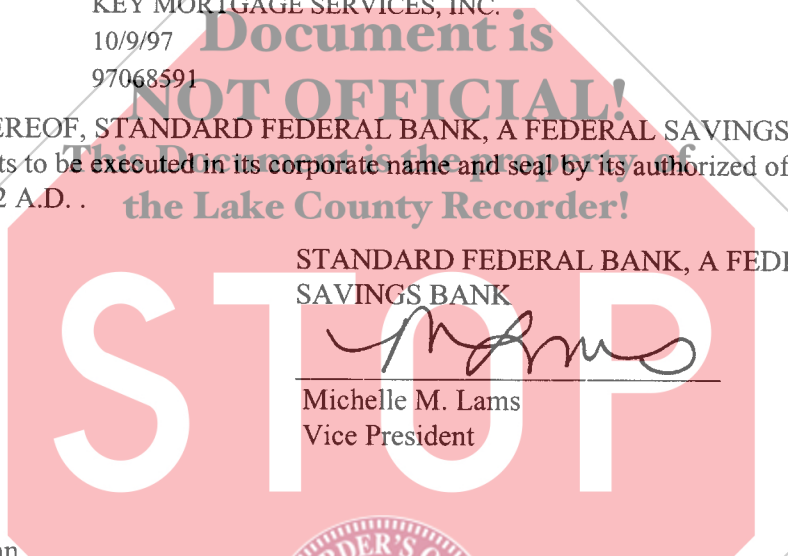 KEY MORTGAGE SERVICES, INC.
Document is
10/9/97
97068591
NOT OFFICIAL!
EREOF, STANDARD FEDERAL BANK, A FEDERAL SAVINGS
This Document is the property of
ts to be executed in its corporate name and seal by its authorized of
2 A.D. .
the Lake County Recorder!
STANDARD FEDERAL BANK, A FED
SAVINGS BANK
STOP
Michelle M. Lams
Vice President